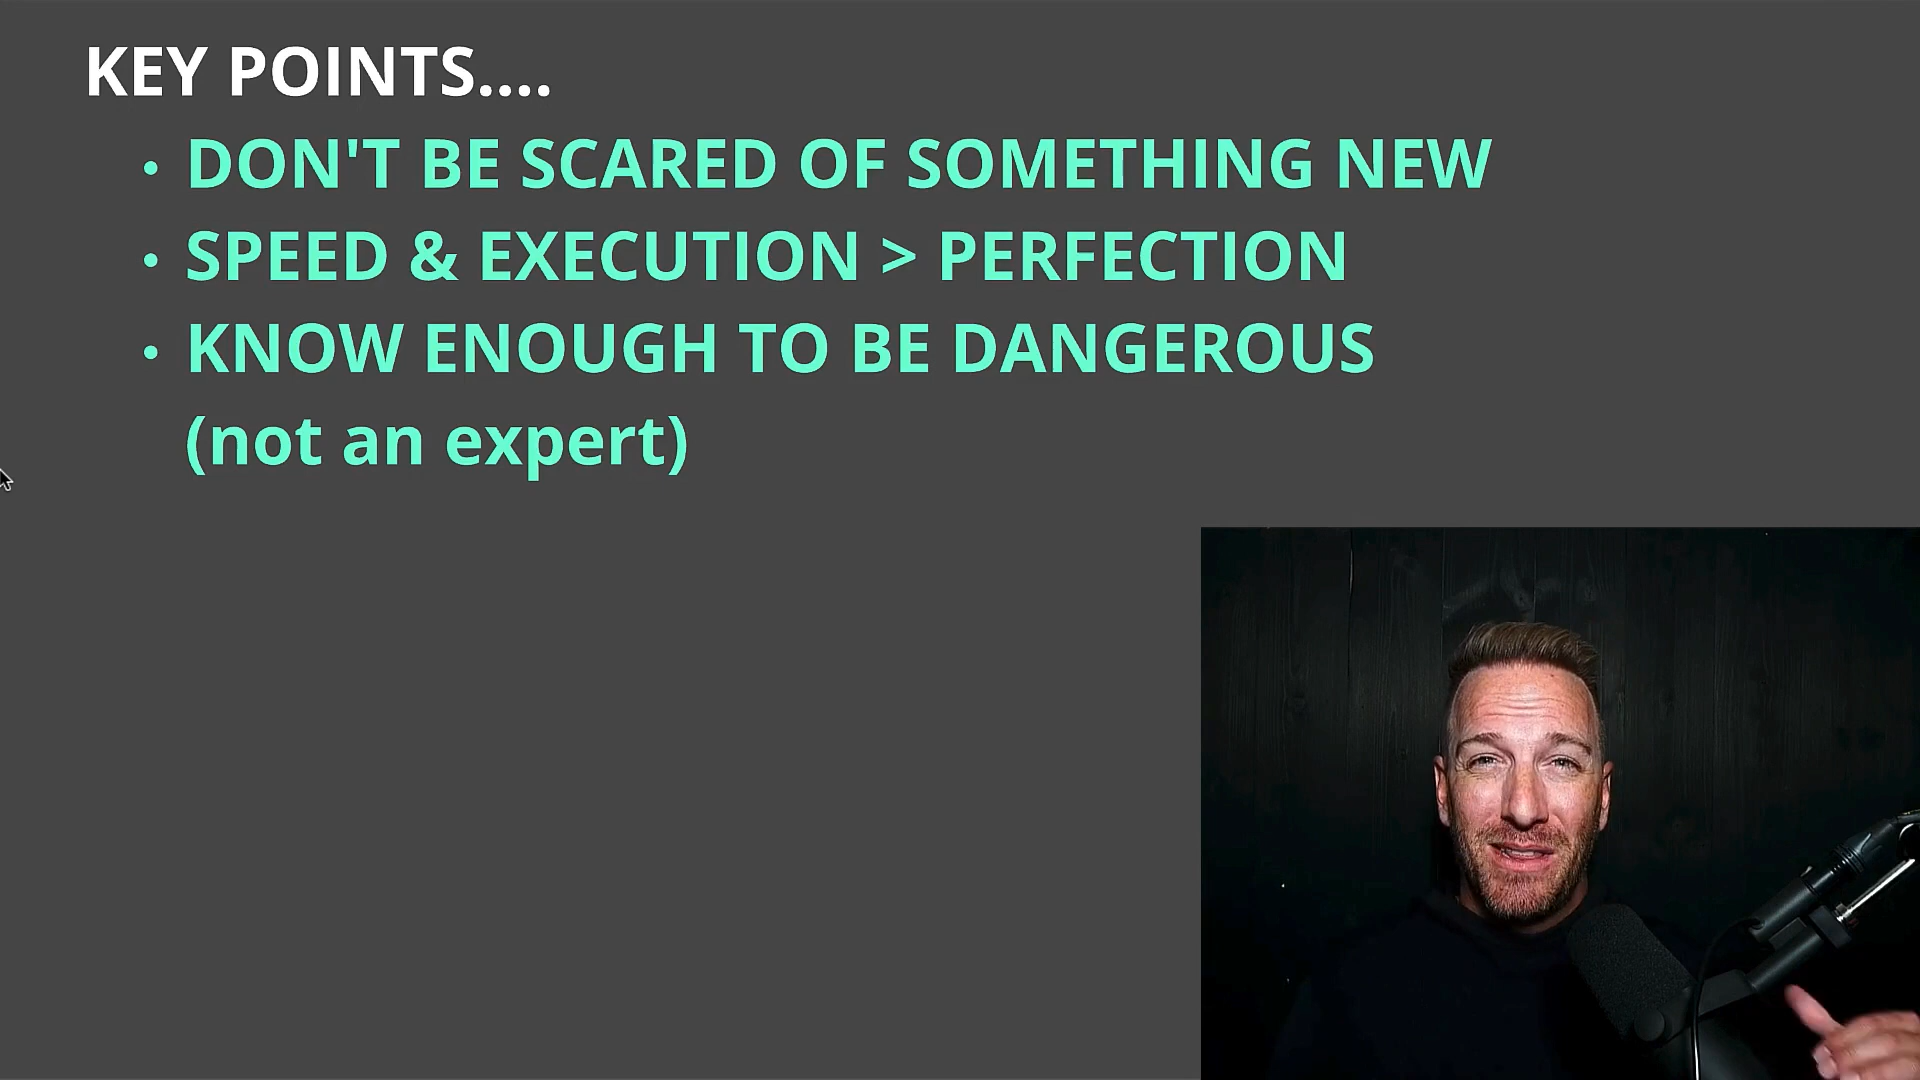 KEY POINTS....
• DON'T BE SCARED OF SOMETHING NEW
• SPEED & EXECUTION > PERFECTION
• KNOW ENOUGH TO BE DANGEROUS
(not an expert)